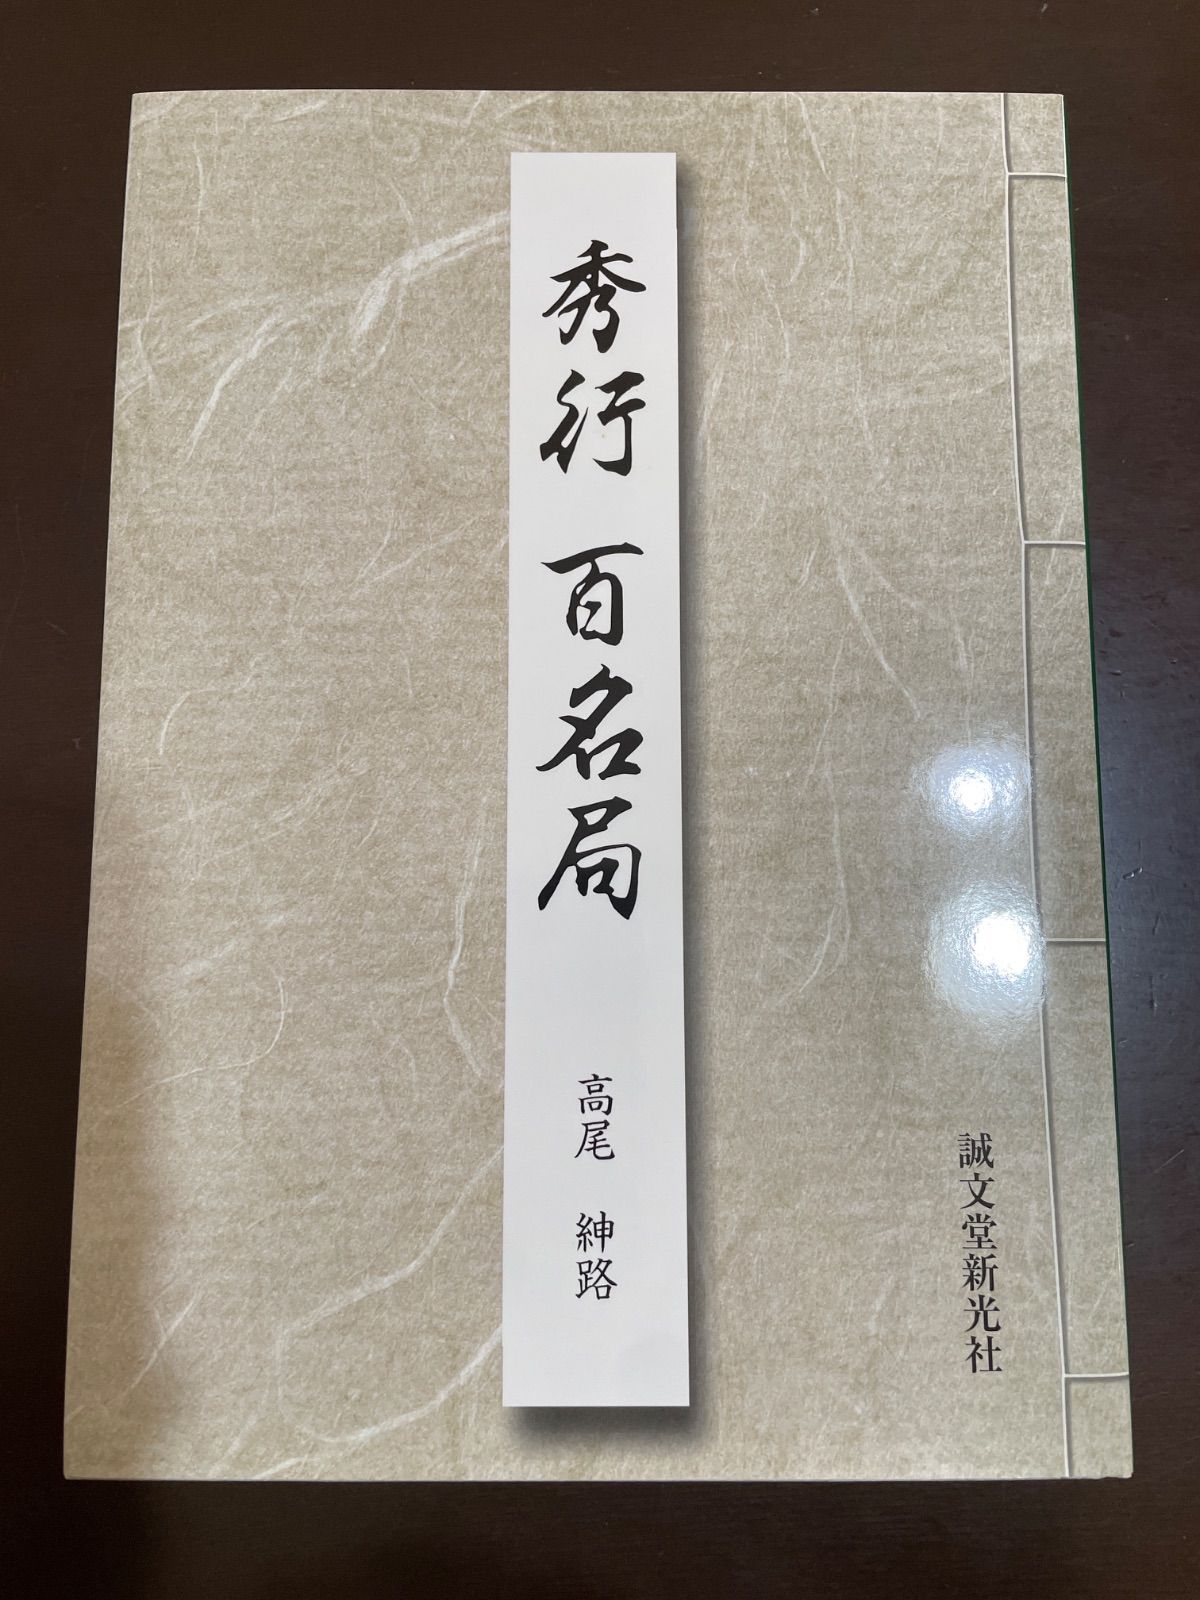 秀行 百名局
高尾 紳路
誠文堂新光社